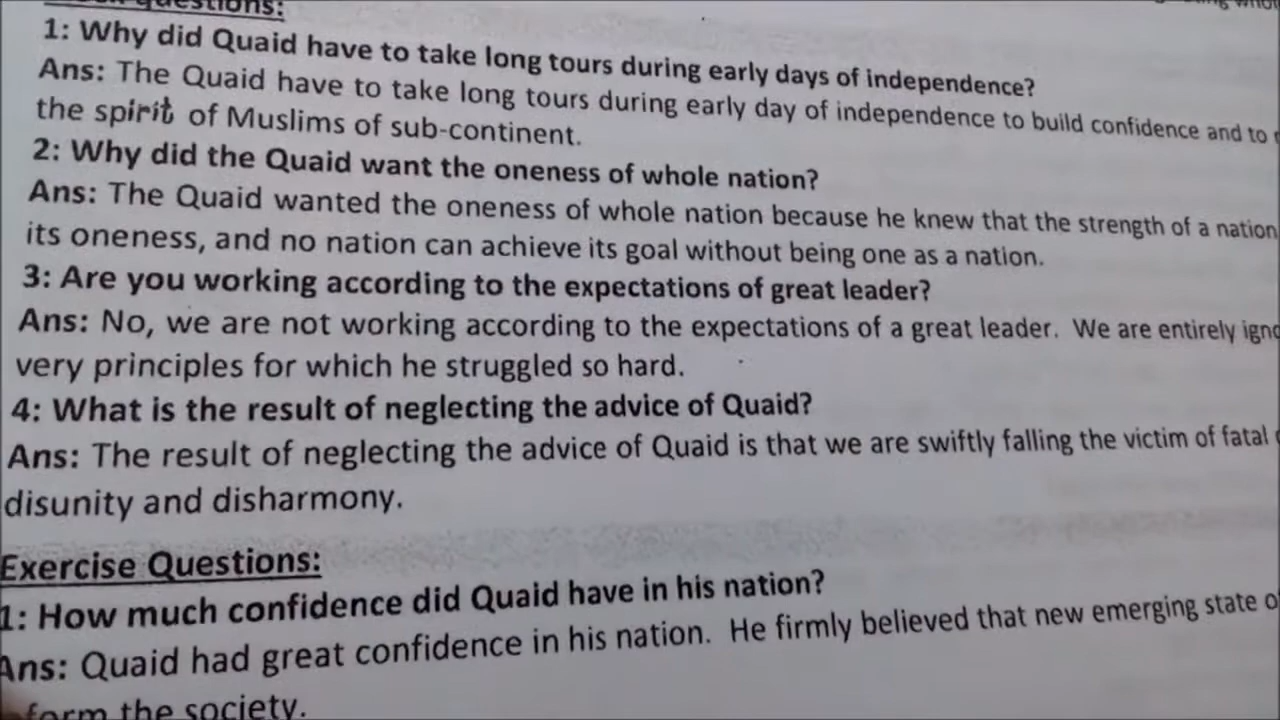 questions:
1: Why did Quaid have to take long tours during early days of independence?
Ans: The Quaid have to take long tours during early day of independence to build confidence and to
the spirit of Muslims of sub-continent.
2: Why did the Quaid want the oneness of whole nation?
Ans: The Quaid wanted the oneness of whole nation because he knew that the strength of a nation
its oneness, and no nation can achieve its goal without being one as a nation.
3: Are you working according to the expectations of great leader?
Ans: No, we are not working according to the expectations of a great leader. We are entirely
very principles for which he struggled so hard.
4: What is the result of neglecting the advice of Quaid?
Ans: The result of neglecting the advice of Quaid is that we are swiftly falling the victim of fatal
disunity and disharmony.
Exercise Questions:
1: How much confidence did Quaid have in his nation?
Ans: Quaid had great confidence in his nation. He firmly believed that new emerging state
form the society.